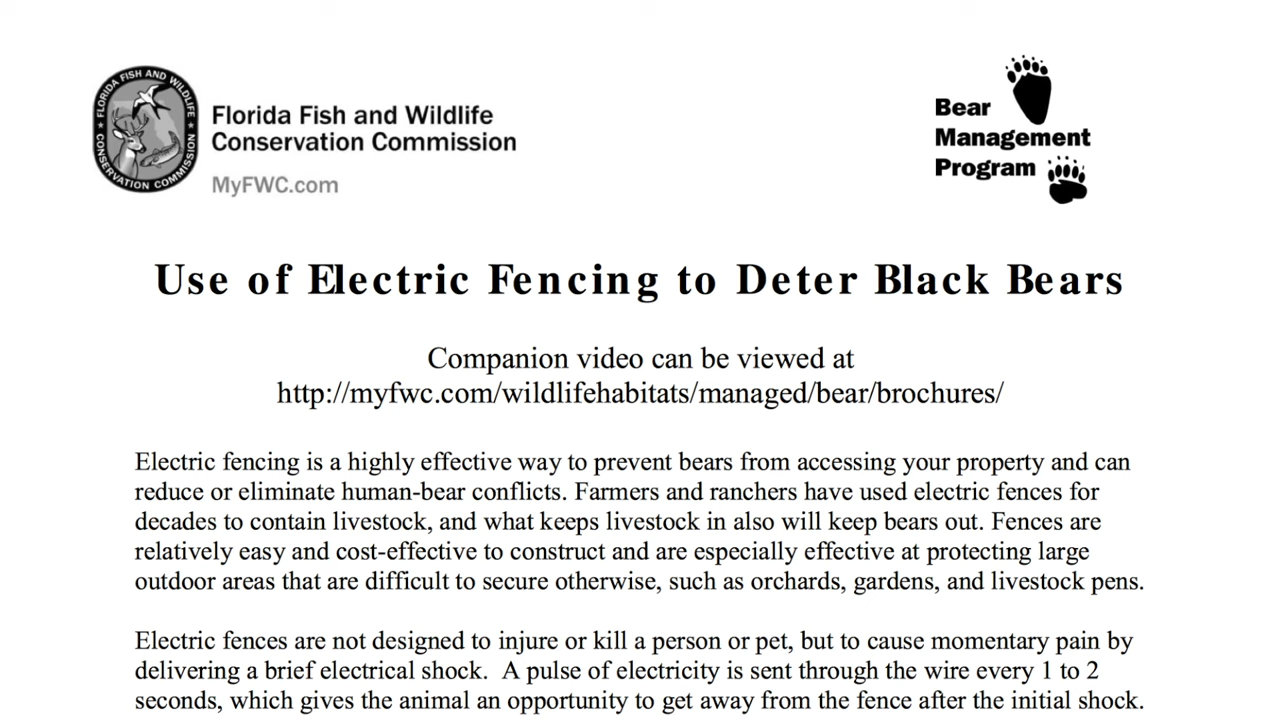 FLORIDA FISH AND WILDLIFE
CONSERVATION COMMISSION
Florida Fish and Wildlife
Conservation Commission
MyFWC.com
Bear
Management
Program
Use of Electric Fencing to Deter Black Bears
Companion video can be viewed at
http://myfwc.com/wildlifehabitats/managed/bear/brochures/
Electric fencing is a highly effective way to prevent bears from accessing your property and can
reduce or eliminate human-bear conflicts. Farmers and ranchers have used electric fences for
decades to contain livestock, and what keeps livestock in also will keep bears out. Fences are
relatively easy and cost-effective to construct and are especially effective at protecting large
outdoor areas that are difficult to secure otherwise, such as orchards, gardens, and livestock pens.
Electric fences are not designed to injure or kill a person or pet, but to cause momentary pain by
delivering a brief electrical shock.  A pulse of electricity is sent through the wire every 1 to 2
seconds, which gives the animal an opportunity to get away from the fence after the initial shock.